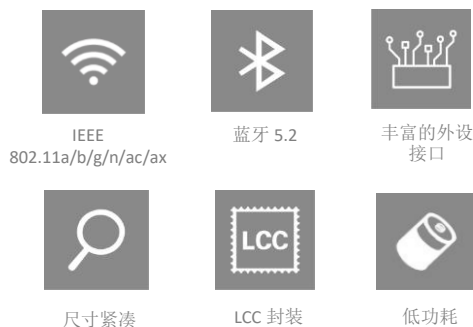 IEEE
802.11a/b/g/n/ac/ax
蓝牙 5.2
丰富的外设
接口
LCC
尺寸紧凑
LCC 封装
低功耗